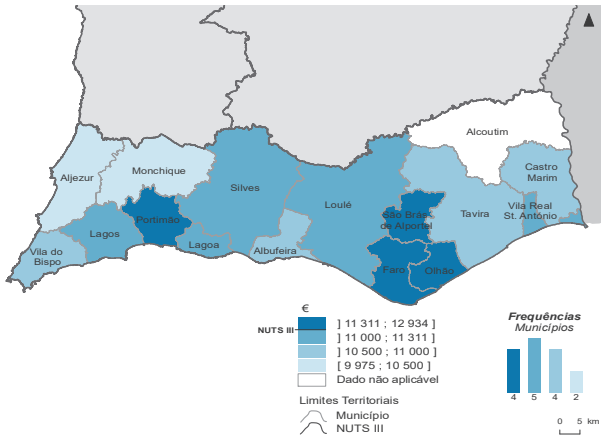 Alcoutim
Aljezur
Monchique
Castro
Marim
Silves
Loulé
Portimão
São Brás
de Alportel
Tavira
Vila Real
St. António
Lagos
Lagoa
Albufeira
Vila do
Bispo
Faro
Olhão
€
NUTS III
] 11 311 ; 12 934 ]
] 11 000 ; 11 311 ]
] 10 500 ; 11 000 ]
[ 9 975 ; 10 500 ]
Dado não aplicável
Limites Territoriais
Município
NUTS III
Frequências
Municípios
4 5 4 2
0 5 km